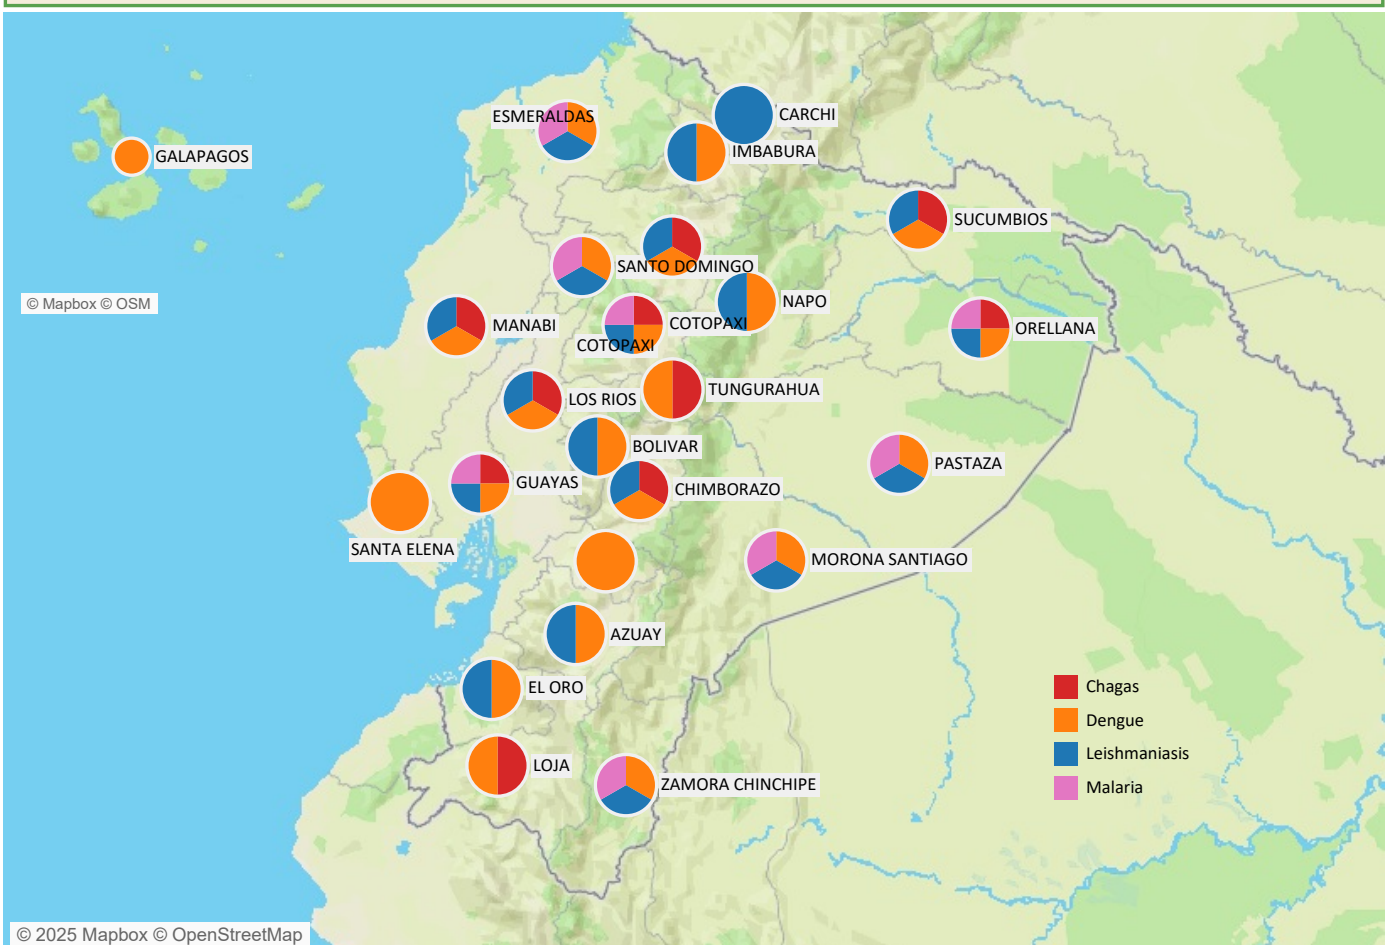 ESMERALDAS
CARCHI
IMBABURA
GALAPAGOS
SUCUMBIOS
SANTO DOMINGO
NAPO
© Mapbox © OSM
MANABI
COTOPAXI
COTOPAXI
ORELLANA
TUNGURAHUA
LOS RIOS
BOLIVAR
PASTAZA
GUAYAS
CHIMBORAZO
SANTA ELENA
MORONA SANTIAGO
AZUAY
EL ORO
LOJA
ZAMORA CHINCHIPE
Chagas
Dengue
Leishmaniasis
Malaria
© 2025 Mapbox © OpenStreetMap